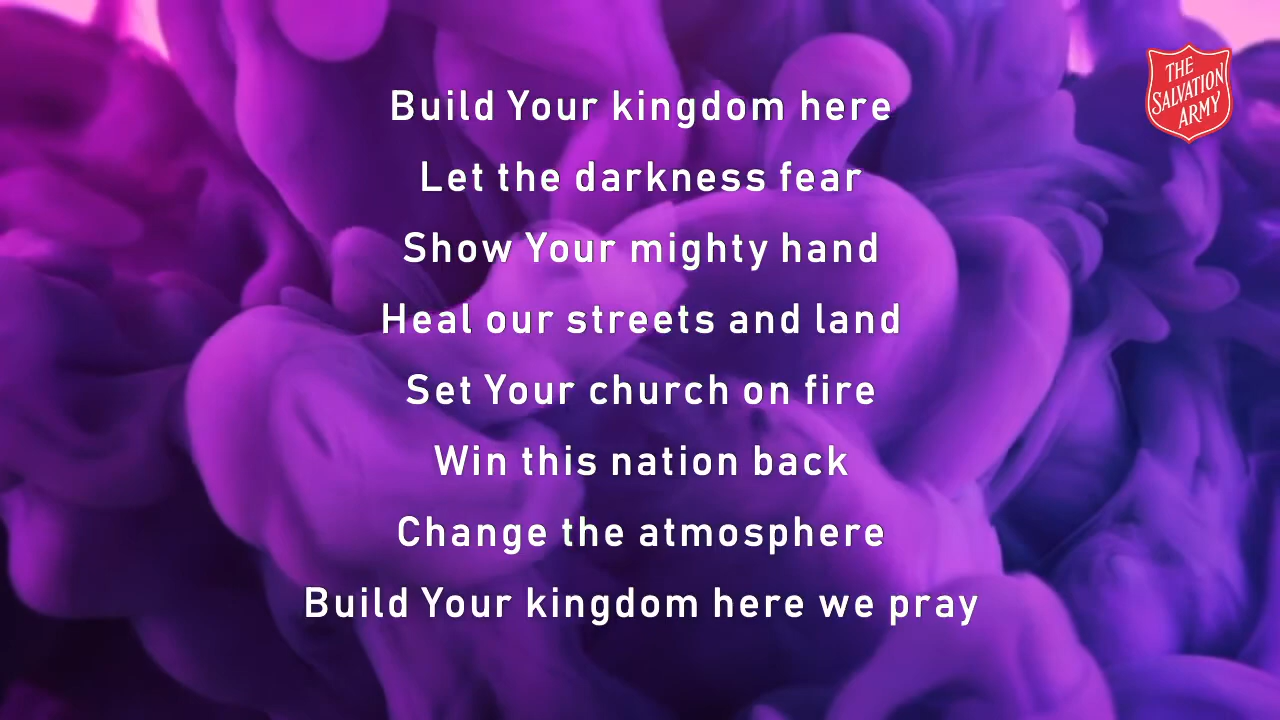 Build Your kingdom here
Let the darkness fear
Show Your mighty hand
Heal our streets and land
Set Your church on fire
Win this nation back
Change the atmosphere
Build Your kingdom here we pray
THE
SALVATION
ARMY